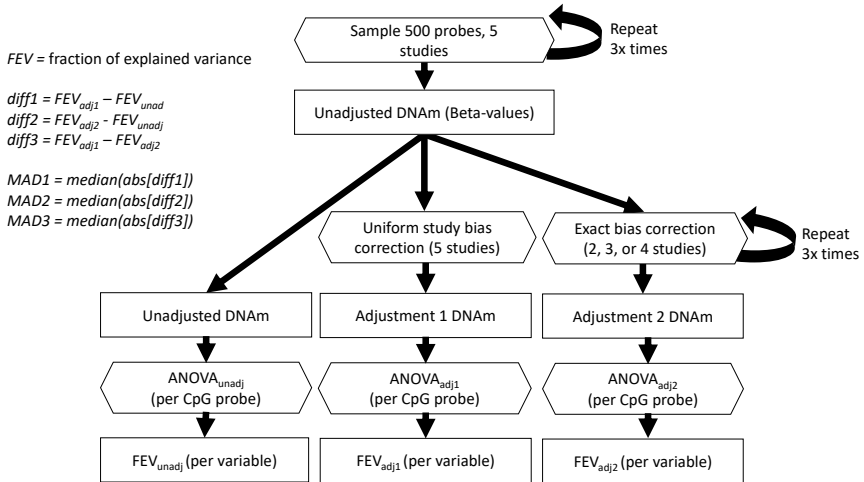 Sample 500 probes, 5
studies
Repeat
3x times
FEV = fraction of explained variance
diff1 = FEVadj1 – FEVunad
diff2 = FEVadj2 - FEVunadj
diff3 = FEVadj1 – FEVadj2
MAD1 = median(abs[diff1])
MAD2 = median(abs[diff2])
MAD3 = median(abs[diff3])
Unadjusted DNAm (Beta-values)
Uniform study bias
correction (5 studies)
Exact bias correction
(2, 3, or 4 studies)
Repeat
3x times
Unadjusted DNAm
Adjustment 1 DNAm
Adjustment 2 DNAm
ANOVAunadj
(per CpG probe)
ANOVAadj1
(per CpG probe)
ANOVAadj2
(per CpG probe)
FEVunadj (per variable)
FEVadj1 (per variable)
FEVadj2 (per variable)